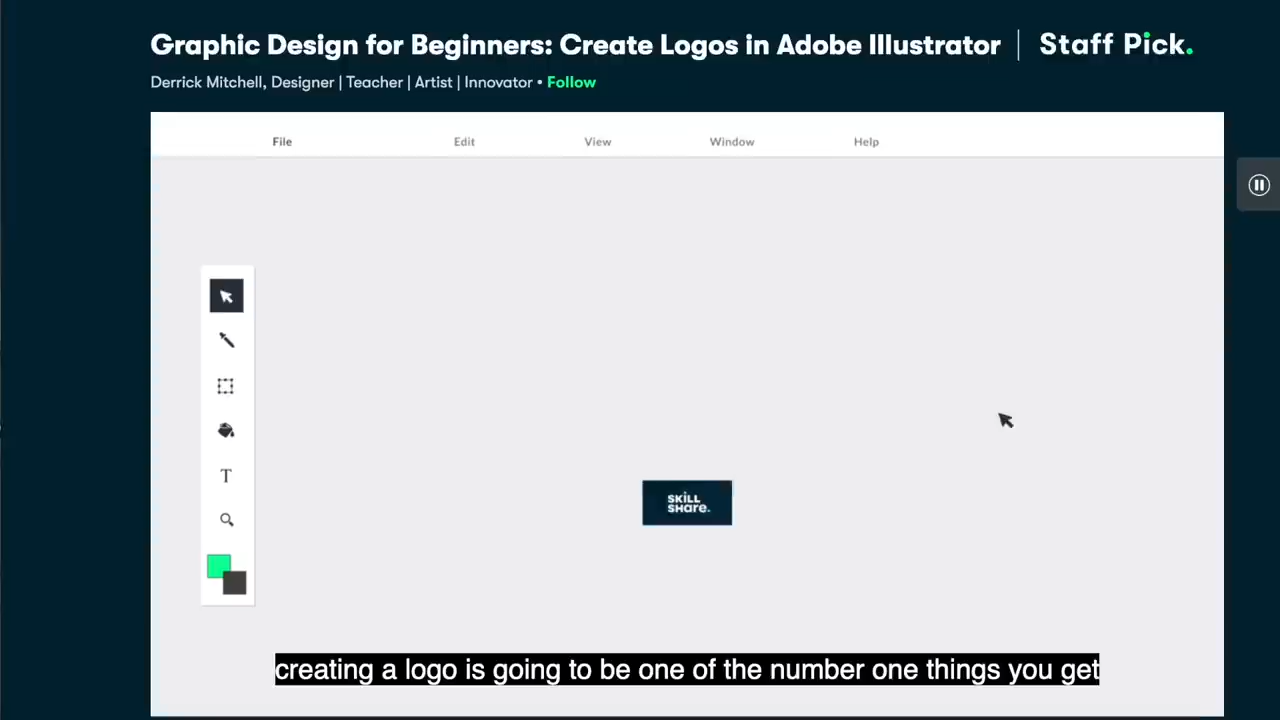 Graphic Design for Beginners: Create Logos in Adobe Illustrator | Staff Pick.
Derrick Mitchell, Designer | Teacher | Artist | Innovator • Follow
File Edit View Window Help
T
SKiLL
SHare.
creating a logo is going to be one of the number one things you get